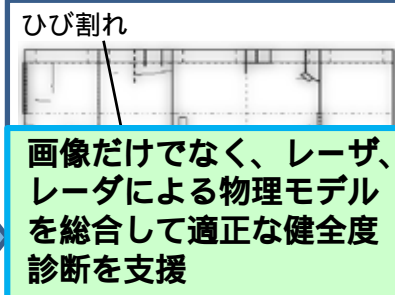 ひび割れ
画像だけでなく、レーザ、
レーダによる物理モデル
を総合して適正な健全度
診断を支援